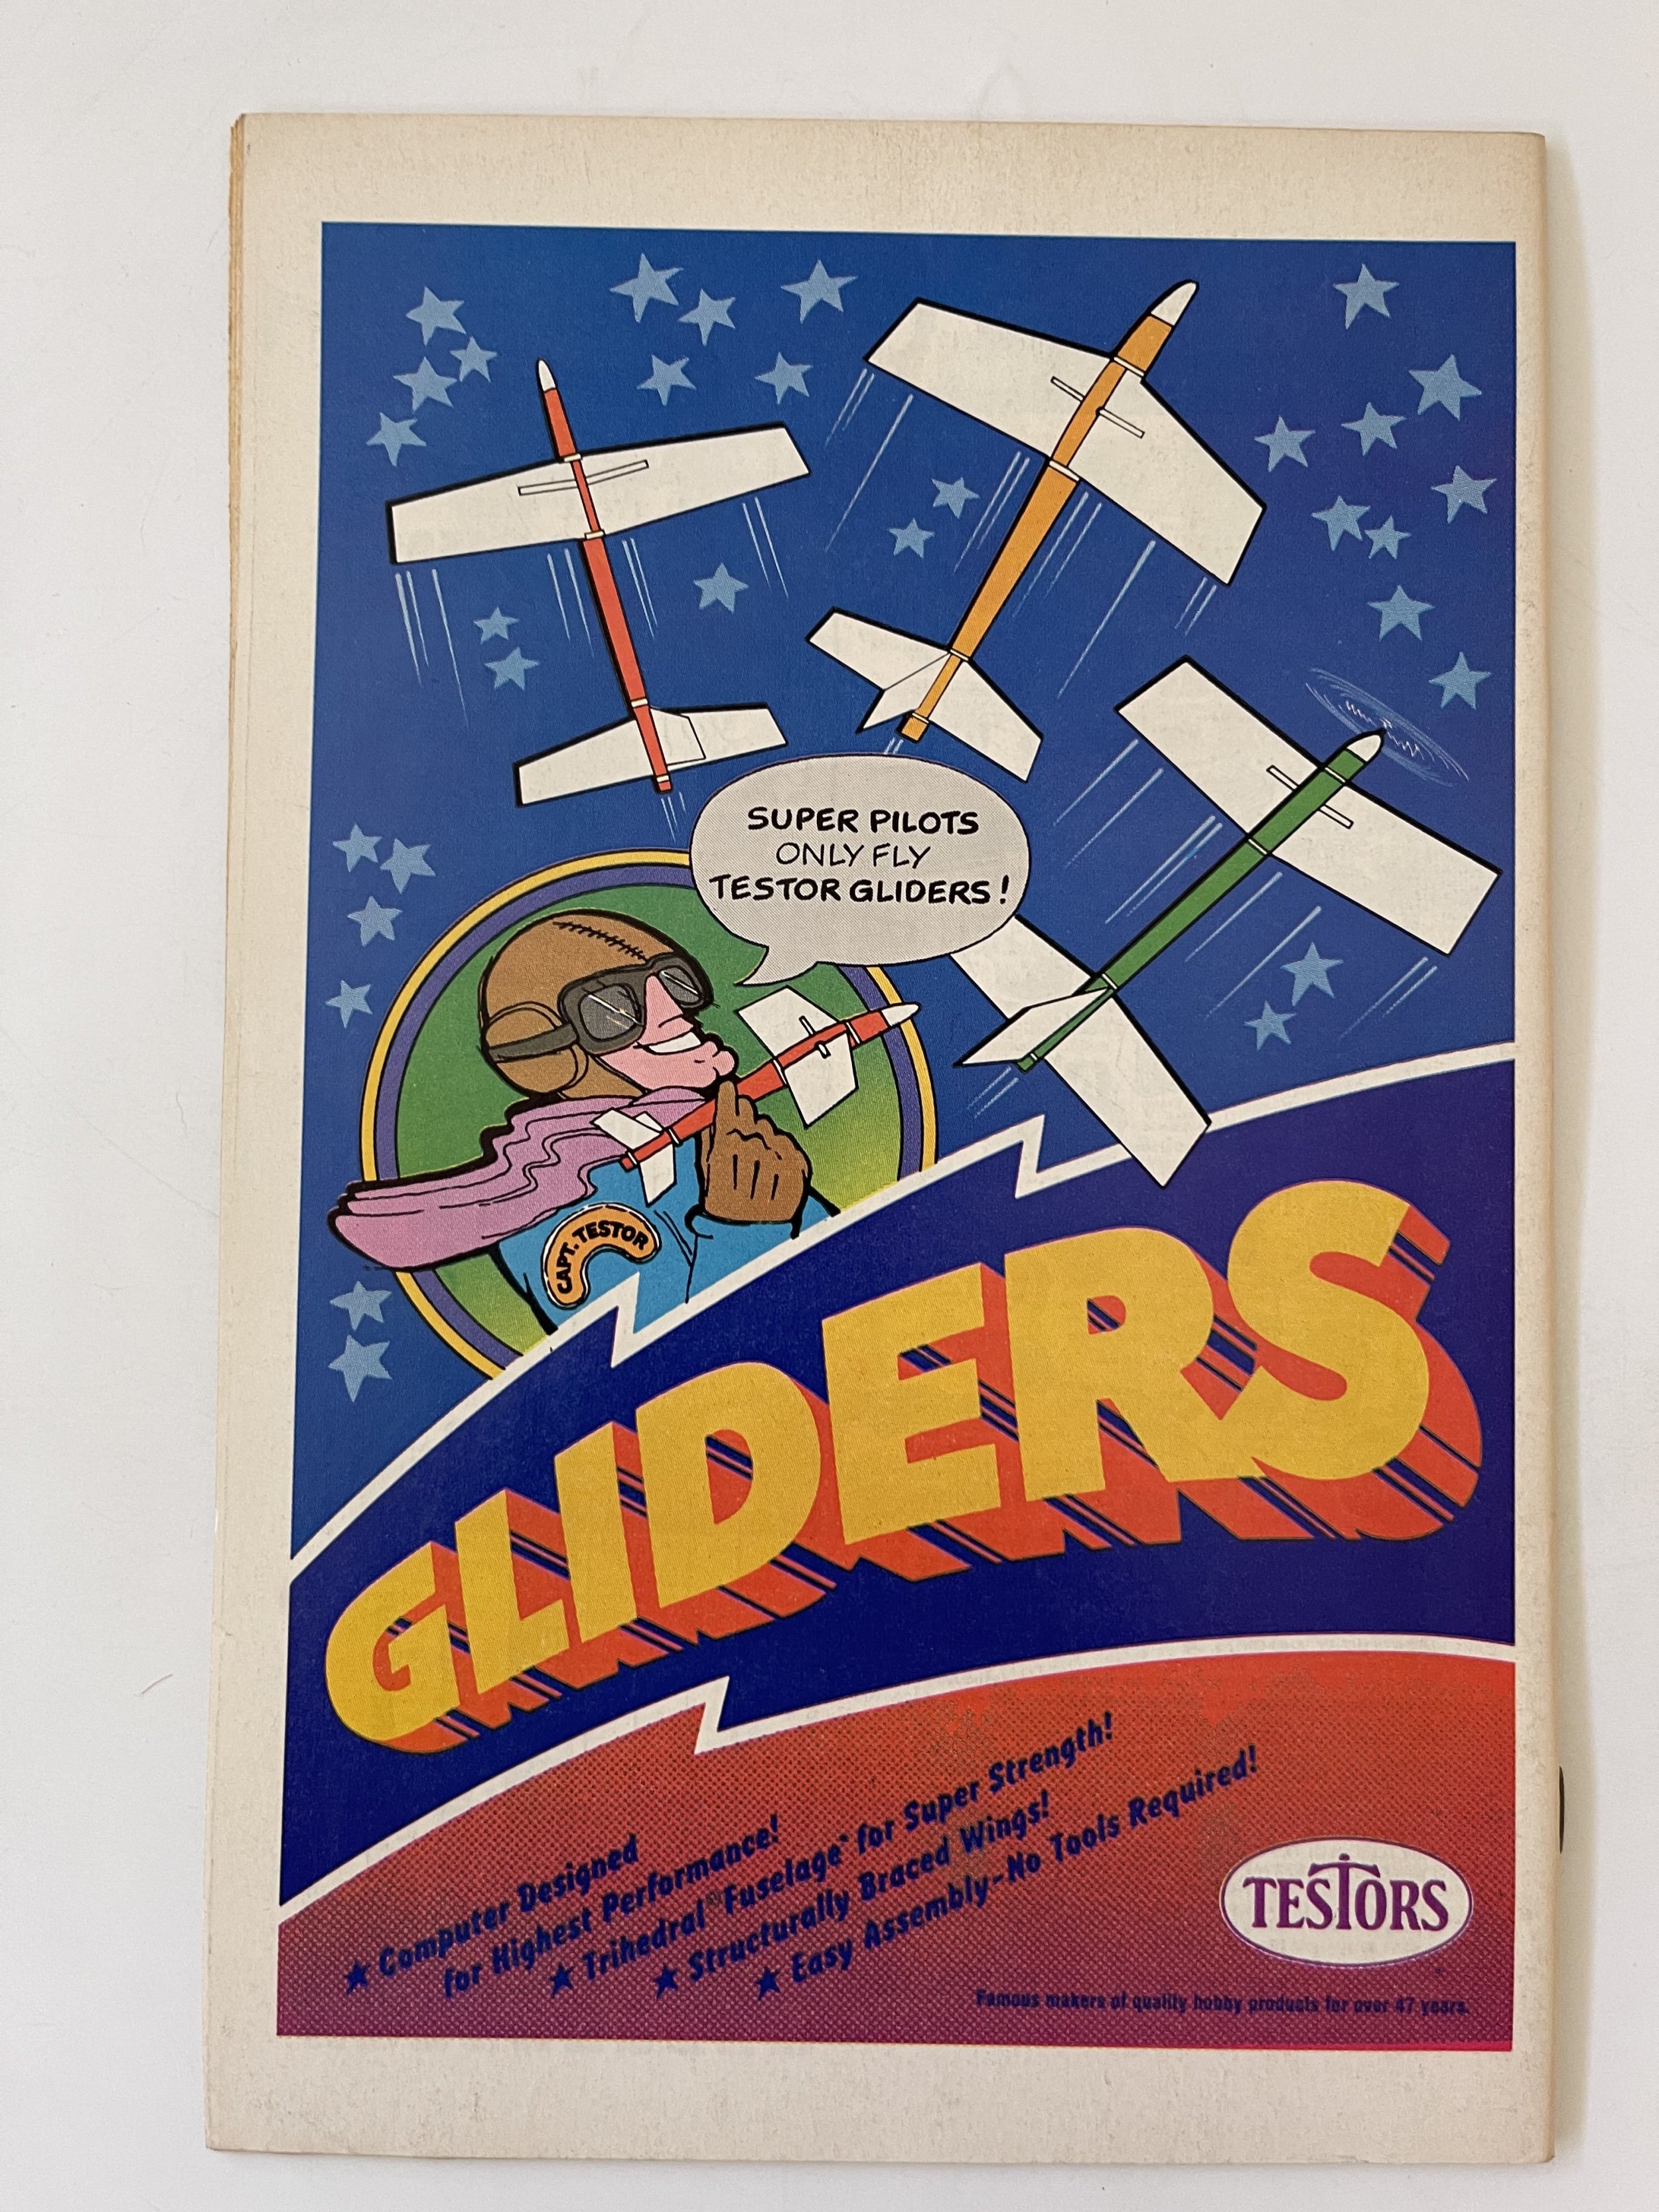 SUPER PILOTS
ONLY FLY
TESTOR GLIDERS!
CAPT. TESTOR
GLIDERS
★ Computer Designed
for Highest Performance!
★ Trihedral® Fuselage™ for Super Strength!
★ Structurally Braced Wings!
★ Easy Assembly-No Tools Required!
TESTORS
Famous makers of quality hobby products for over 47 years.